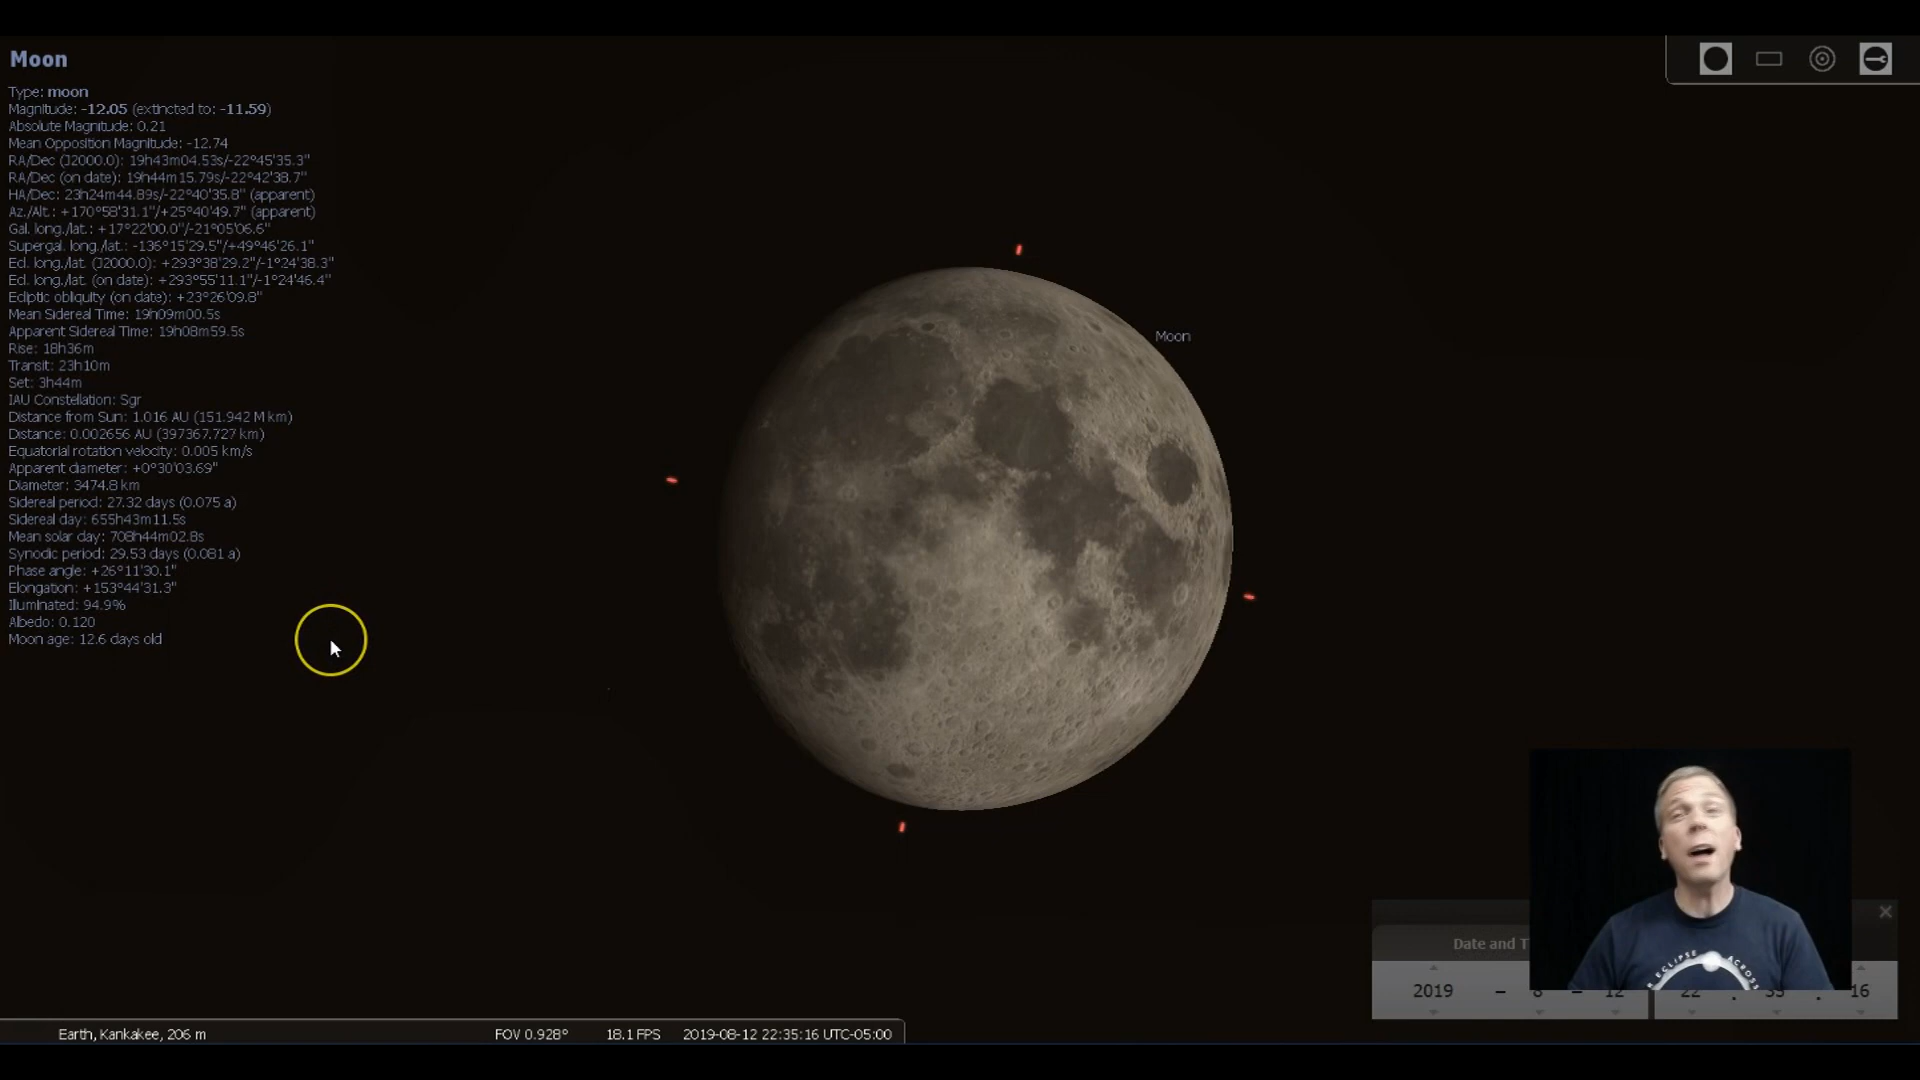 Moon
Type: moon
Magnitude: -12.05 (extincted to: -11.59)
Absolute Magnitude: 0.21
Mean Opposition Magnitude: -12.74
RA/Dec (J2000.0): 19h43m04.53s/-22°45'35.3"
RA/Dec (on date): 19h44m15.79s/-22°42'38.7"
HA/Dec: 23h24m44.89s/-22°40'35.8" (apparent)
Az./Alt.: +170°58'31.1"/+25°40'49.7" (apparent)
Gal. long./lat.: +17°22'00.0"/-21°05'06.6"
Supergal. long./lat.: -136°15'29.5"/+49°46'26.1"
Ecl. long./lat. (J2000.0): +293°38'29.2"/-1°24'38.3"
Ecl. long./lat. (on date): +293°55'11.1"/-1°24'46.4"
Ecliptic obliquity (on date): +23°26'09.8"
Mean Sidereal Time: 19h09m00.5s
Apparent Sidereal Time: 19h08m59.5s
Rise: 18h36m
Transit: 23h10m
Set: 3h44m
IAU Constellation: Sgr
Distance from Sun: 1.016 AU (151.942 M km)
Distance: 0.002656 AU (397367.727 km)
Equatorial rotation velocity: 0.005 km/s
Apparent diameter: +0°30'03.69"
Diameter: 3474.8 km
Sidereal period: 27.32 days (0.075 a)
Sidereal day: 655h43m11.5s
Mean solar day: 708h44m02.8s
Synodic period: 29.53 days (0.081 a)
Phase angle: +26°11'30.1"
Elongation: +153°44'31.3"
Illuminated: 94.9%
Albedo: 0.120
Moon age: 12.6 days old
Moon
Date and T
ECLIPSE ACROSS
2019 - 8 - 12 22 : 35 : 16
Earth, Kankakee, 206 m FOV 0.928° 18.1 FPS 2019-08-12 22:35:16 UTC-05:00